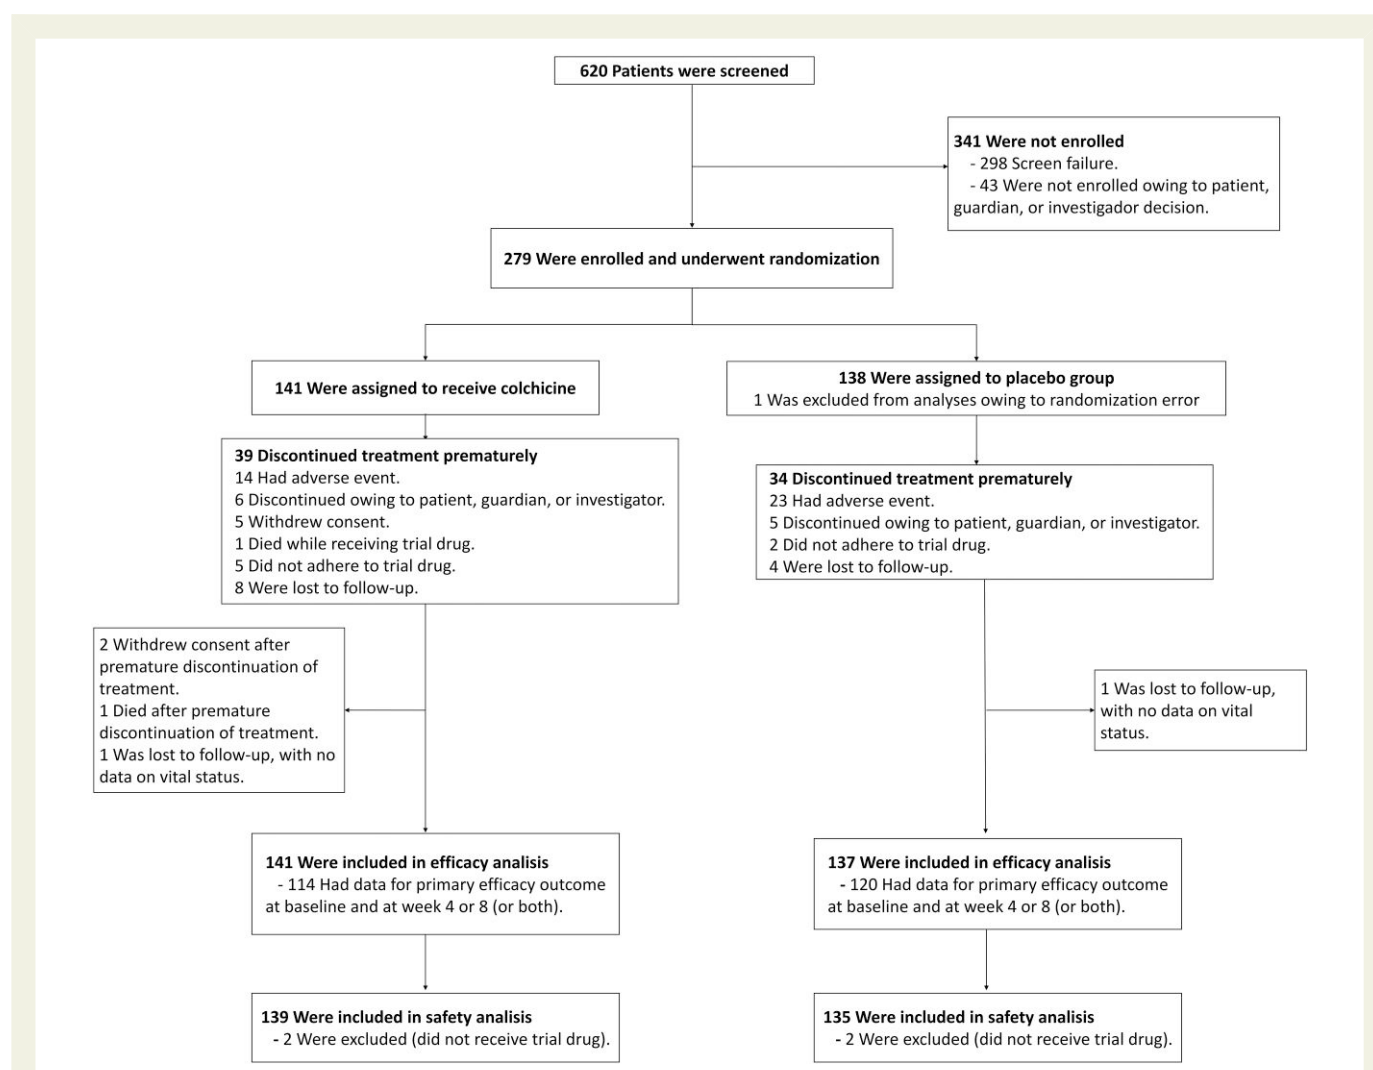 620 Patients were screened
341 Were not enrolled
- 298 Screen failure.
- 43 Were not enrolled owing to patient,
guardian, or investigador decision.
279 Were enrolled and underwent randomization
141 Were assigned to receive colchicine
138 Were assigned to placebo group
1 Was excluded from analyses owing to randomization error
39 Discontinued treatment prematurely
14 Had adverse event.
6 Discontinued owing to patient, guardian, or investigator.
5 Withdrew consent.
1 Died while receiving trial drug.
5 Did not adhere to trial drug.
8 Were lost to follow-up.
34 Discontinued treatment prematurely
23 Had adverse event.
5 Discontinued owing to patient, guardian, or investigator.
2 Did not adhere to trial drug.
4 Were lost to follow-up.
2 Withdrew consent after
premature discontinuation of
treatment.
1 Died after premature
discontinuation of treatment.
1 Was lost to follow-up, with no
data on vital status.
1 Was lost to follow-up,
with no data on vital
status.
141 Were included in efficacy analisis
- 114 Had data for primary efficacy outcome
at baseline and at week 4 or 8 (or both).
137 Were included in efficacy analisis
- 120 Had data for primary efficacy outcome
at baseline and at week 4 or 8 (or both).
139 Were included in safety analisis
- 2 Were excluded (did not receive trial drug).
135 Were included in safety analisis
- 2 Were excluded (did not receive trial drug).